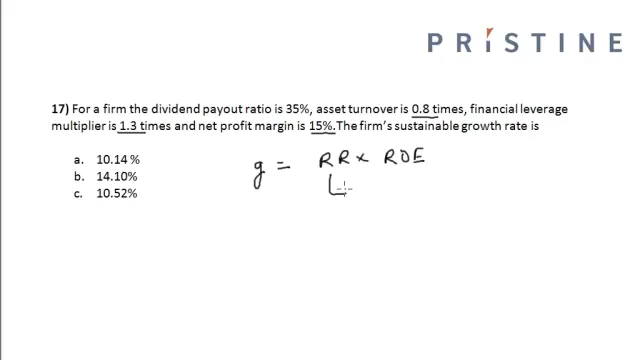 PRiSTINE
17) For a firm the dividend payout ratio is 35%, asset turnover is 0.8 times, financial leverage
multiplier is 1.3 times and net profit margin is 15%.The firm's sustainable growth rate is
a. 10.14 %
b. 14.10%
c. 10.52%
g = RR x ROE